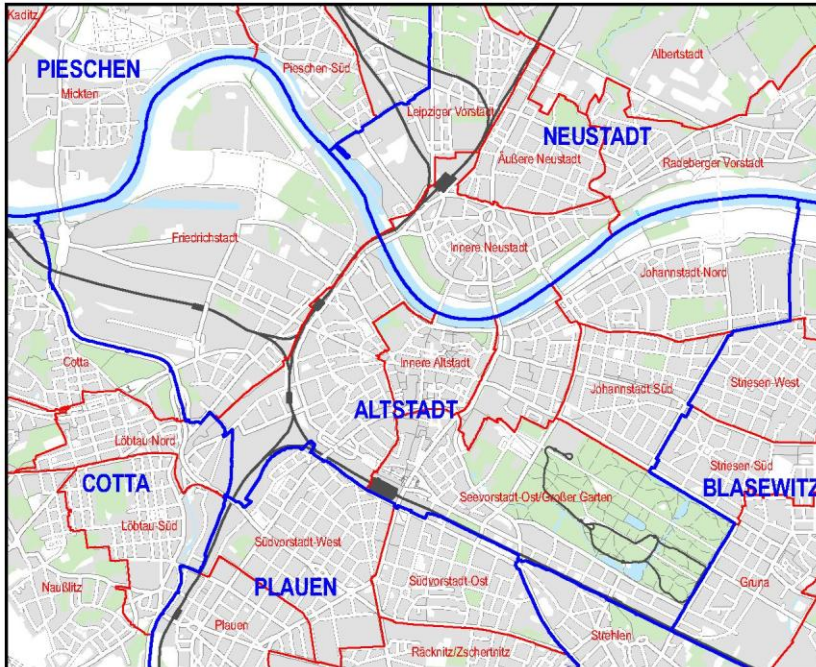 Kaditz
PIESCHEN
Mickten
Pieschen-Süd
Albertstadt
Leipziger Vorstadt
NEUSTADT
Äußere Neustadt
Radeberger Vorstadt
Friedrichstadt
Innere Neustadt
Johannstadt-Nord
Cotta
Innere Altstadt
Johannstadt-Süd
Striesen-West
ALTSTADT
Löbtau-Nord
Striesen-Süd
COTTA
BLASEWITZ
Seevorstadt-Ost/Großer Garten
Löbtau-Süd
Südvorstadt-West
Naußlitz
PLAUEN
Südvorstadt-Ost
Gruna
Plauen
Strehlen
Räcknitz/Zschertnitz